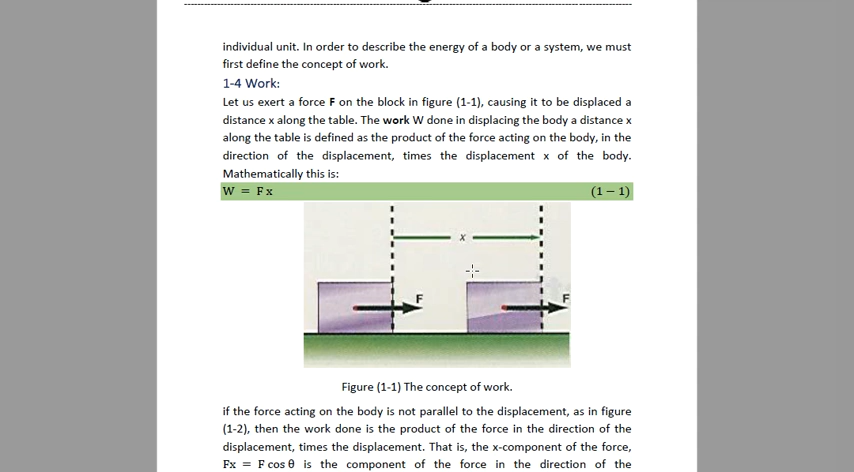 individual unit. In order to describe the energy of a body or a system, we must
first define the concept of work.
1-4 Work:
Let us exert a force F on the block in figure (1-1), causing it to be displaced a
distance x along the table. The work W done in displacing the body a distance x
along the table is defined as the product of the force acting on the body, in the
direction of the displacement, times the displacement x of the body.
Mathematically this is:
W = Fx (1 − 1)
x
F F
Figure (1-1) The concept of work.
if the force acting on the body is not parallel to the displacement, as in figure
(1-2), then the work done is the product of the force in the direction of the
displacement, times the displacement. That is, the x-component of the force,
Fx = F cos θ is the component of the force in the direction of the